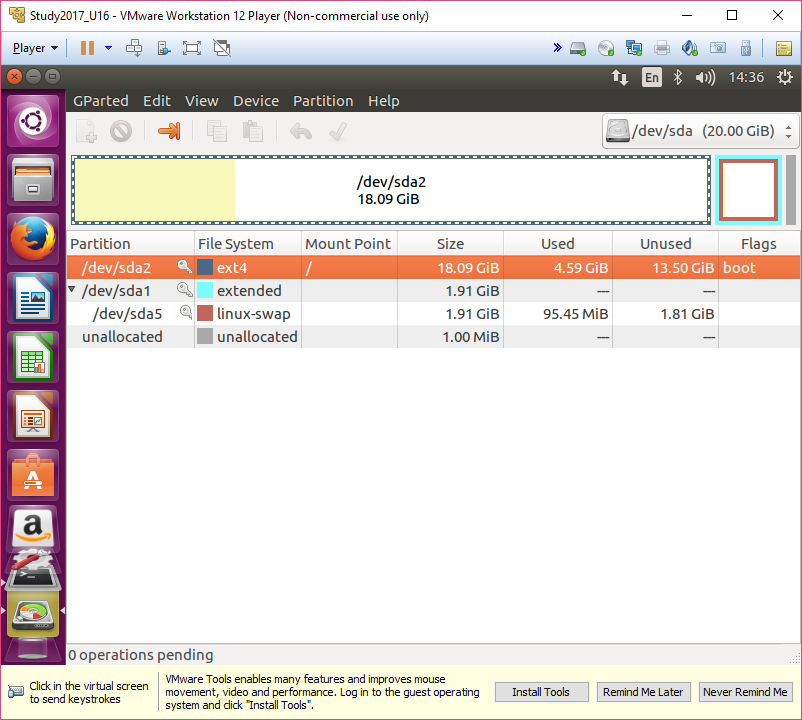 Study2017_U16 - VMware Workstation 12 Player (Non-commercial use only)
Player
En 14:36
GParted Edit View Device Partition Help
/dev/sda (20.00 GiB)
/dev/sda2
18.09 GiB
Partition File System Mount Point Size Used Unused Flags
/dev/sda2 ext4 / 18.09 GiB 4.59 GiB 13.50 GiB boot
/dev/sda1 extended 1.91 GiB --- ---
/dev/sda5 linux-swap 1.91 GiB 95.45 MiB 1.81 GiB
unallocated unallocated 1.00 MiB --- ---
0 operations pending
Click in the virtual screen
to send keystrokes
VMware Tools enables many features and improves mouse
movement, video and performance. Log in to the guest operating
system and click "Install Tools".
Install Tools Remind Me Later Never Remind Me